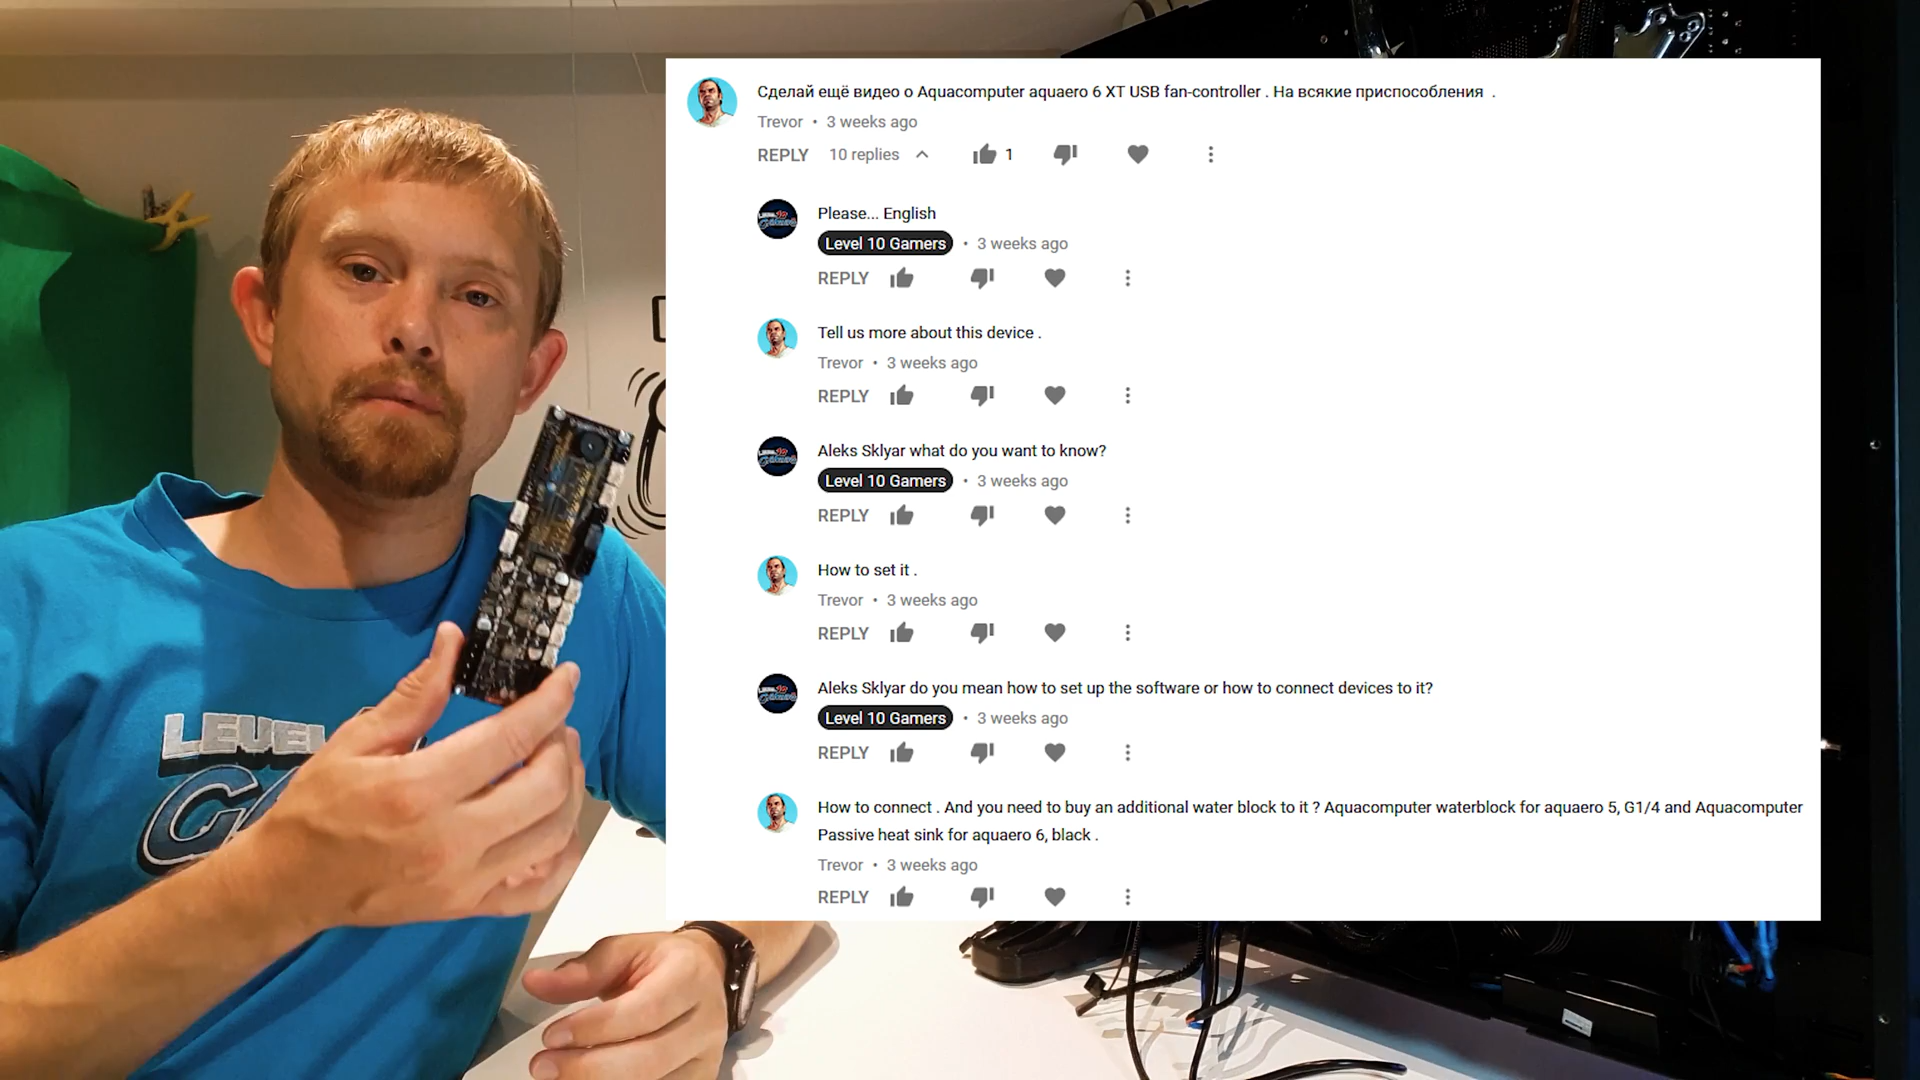 Сделай ещё видео о Aquacomputer aquaero 6 XT USB fan-controller . На всякие приспособления .
Trevor • 3 weeks ago
REPLY 10 replies 1
Please... English
Level 10 Gamers • 3 weeks ago
REPLY
Tell us more about this device .
Trevor • 3 weeks ago
REPLY
Aleks Sklyar what do you want to know?
Level 10 Gamers • 3 weeks ago
REPLY
How to set it .
Trevor • 3 weeks ago
REPLY
Aleks Sklyar do you mean how to set up the software or how to connect devices to it?
Level 10 Gamers • 3 weeks ago
REPLY
How to connect . And you need to buy an additional water block to it ? Aquacomputer waterblock for aquaero 5, G1/4 and Aquacomputer
Passive heat sink for aquaero 6, black .
Trevor • 3 weeks ago
REPLY
LEVEL